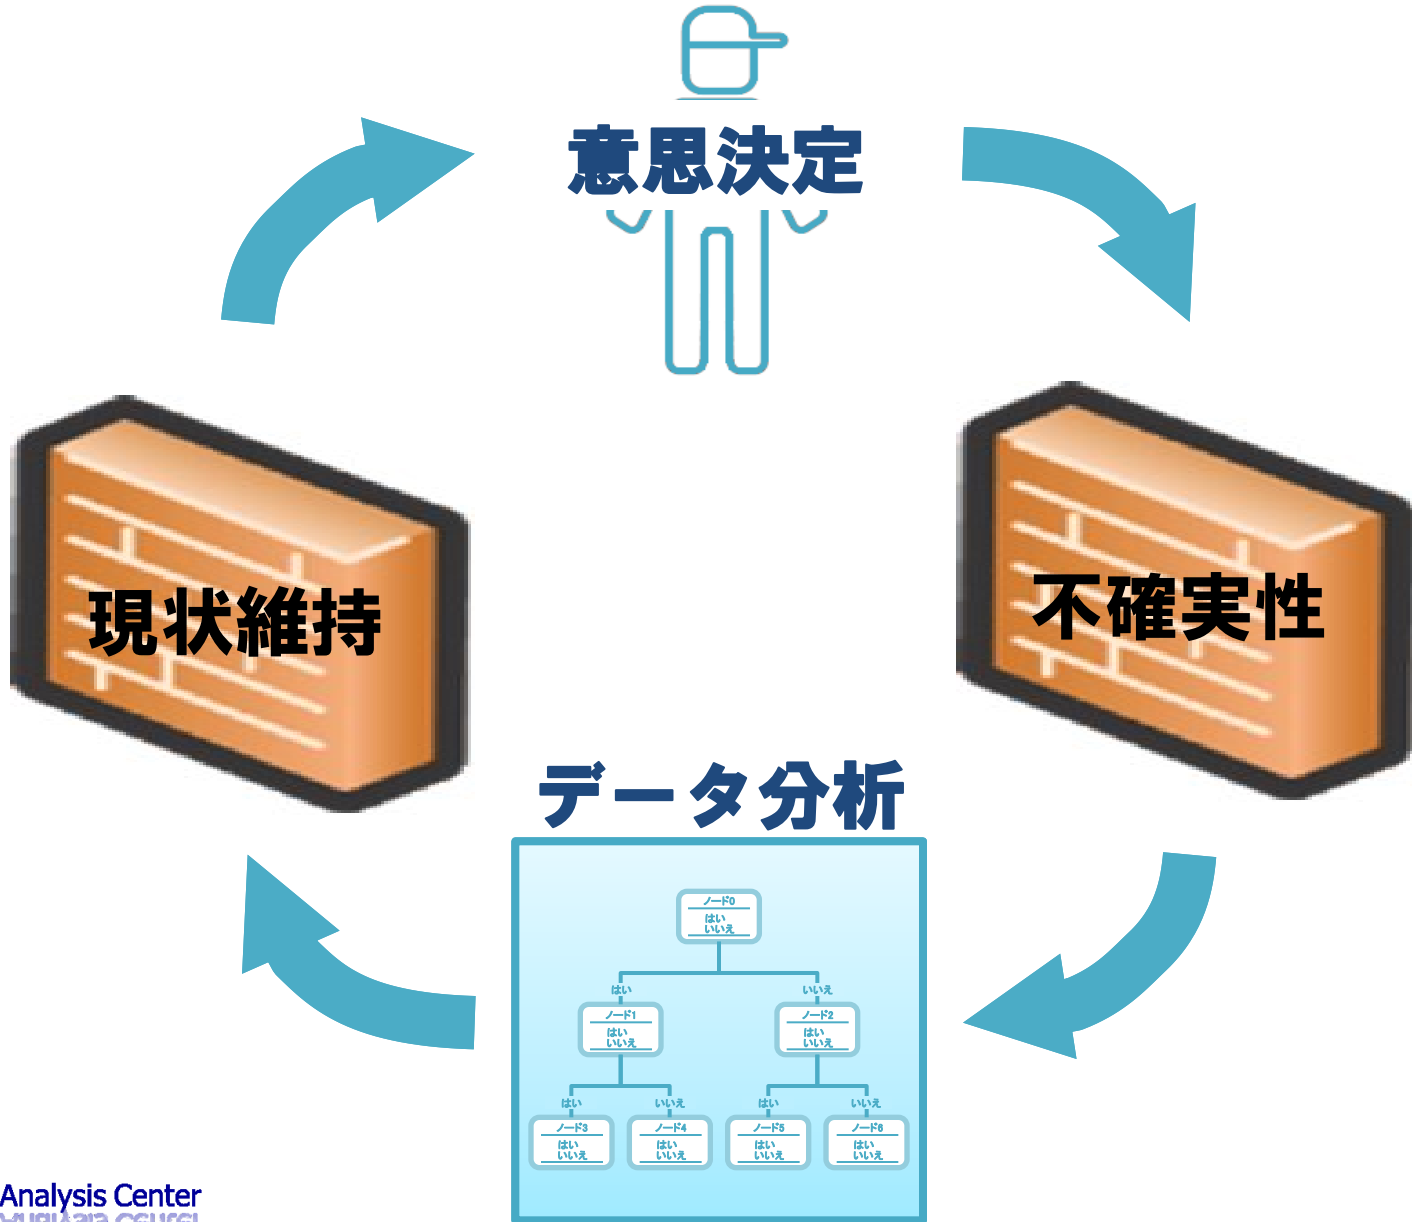 意思決定
現状維持
不確実性
データ分析
ノード0
はい
いいえ
はい
いいえ
ノード1
はい
いいえ
ノード2
はい
いいえ
はい
いいえ
はい
いいえ
ノード3
はい
いいえ
ノード4
はい
いいえ
ノード5
はい
いいえ
ノード6
はい
いいえ
Analysis Center